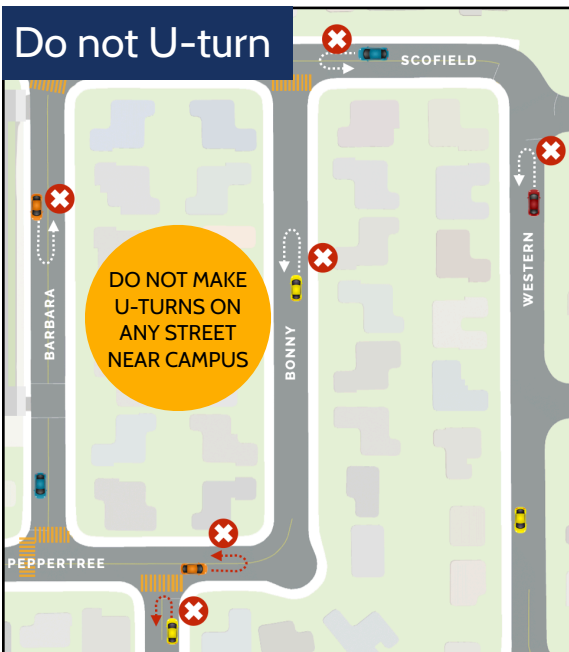 Do not U-turn
SCOFIELD
WESTERN
DO NOT MAKE
U-TURNS ON
ANY STREET
NEAR CAMPUS
BARBARA
BONNY
PEPPERTREE